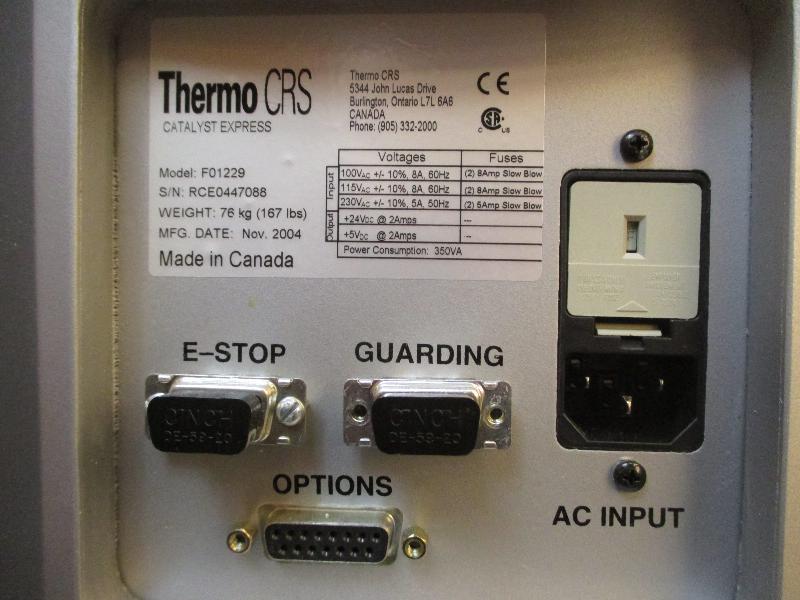 Thermo CRS
CATALYST EXPRESS
Thermo CRS
5344 John Lucas Drive
Burlington, Ontario L7L 6A6
CANADA
Phone: (905) 332-2000
CE
CSA
C US
Model: F01229
S/N: RCE0447088
WEIGHT: 76 kg (167 lbs)
MFG. DATE: Nov. 2004
Made in Canada
Voltages Fuses
Input
100VAC +/- 10%, 8A, 60Hz (2) 8Amp Slow Blow
115VAC +/- 10%, 8A, 60Hz (2) 8Amp Slow Blow
230VAC +/- 10%, 5A, 50Hz (2) 5Amp Slow Blow
Output
+24VDC @ 2Amps ---
+5VDC @ 2Amps ---
Power Consumption: 350VA
E-STOP
GUARDING
CINCH
DE-59-20
CINCH
DE-59-20
OPTIONS
AC INPUT